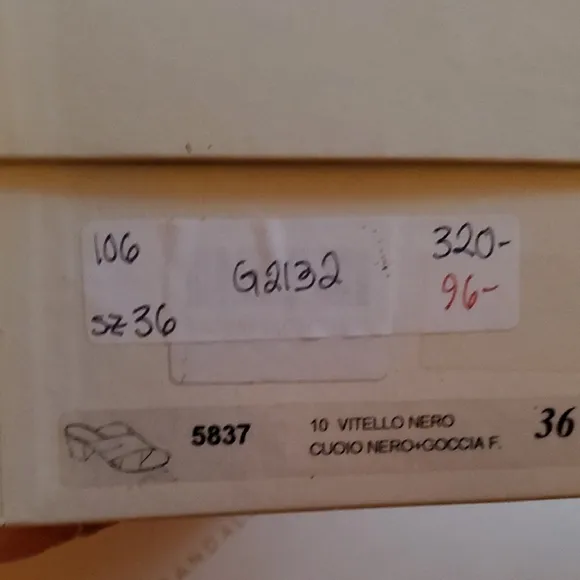 106
sz 36
G2132
320-
96-
5837
10 VITELLO NERO
CUOIO NERO+GOCCIA F.
36